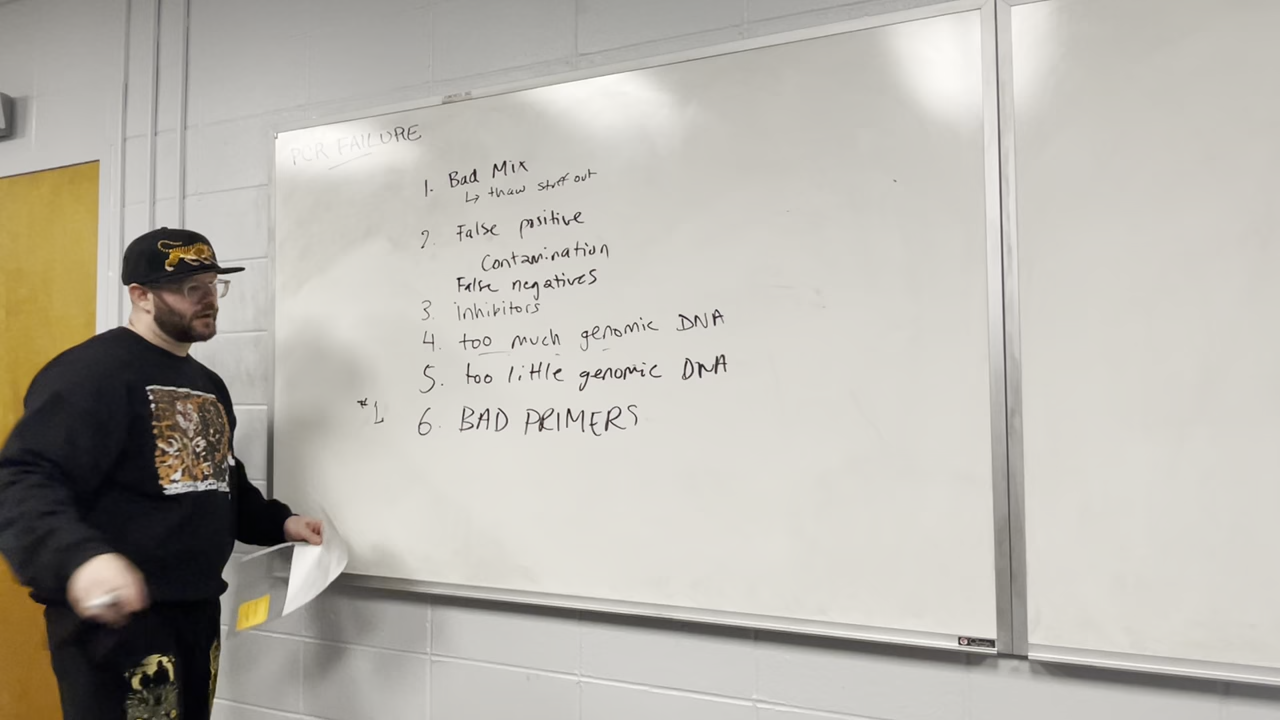 PCR FAILURE
1. Bad Mix
↳ thaw stuff out
2. False positive
Contamination
False negatives
3. inhibitors
4. too much genomic DNA
5. too little genomic DNA
6. BAD PRIMERS